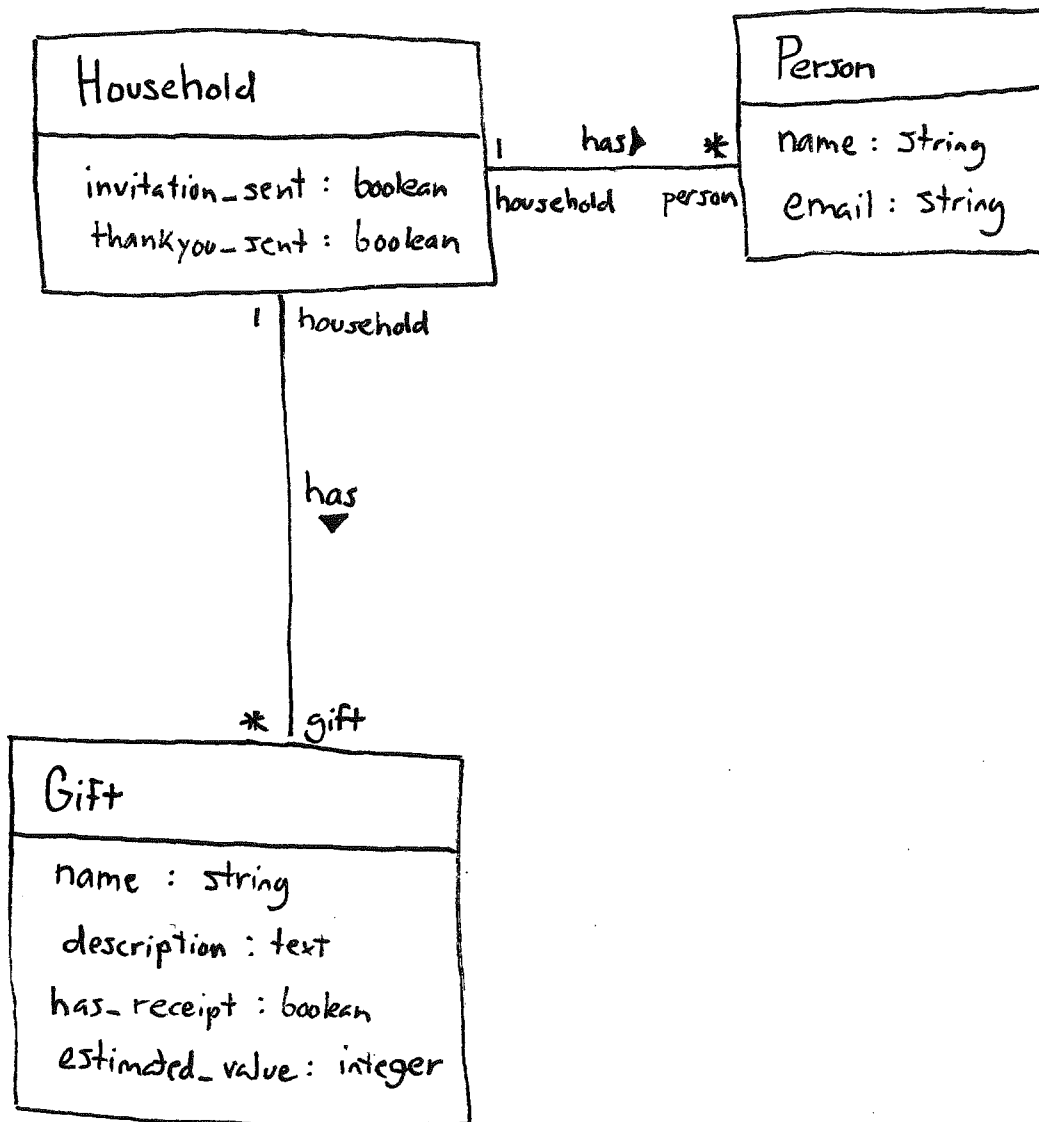 Household
invitation_sent : boolean
thankyou_sent : boolean
Person
name : string
email : string
1 has *
household person
1 household
has
* gift
Gift
name : string
description : text
has_receipt : boolean
estimated_value : integer